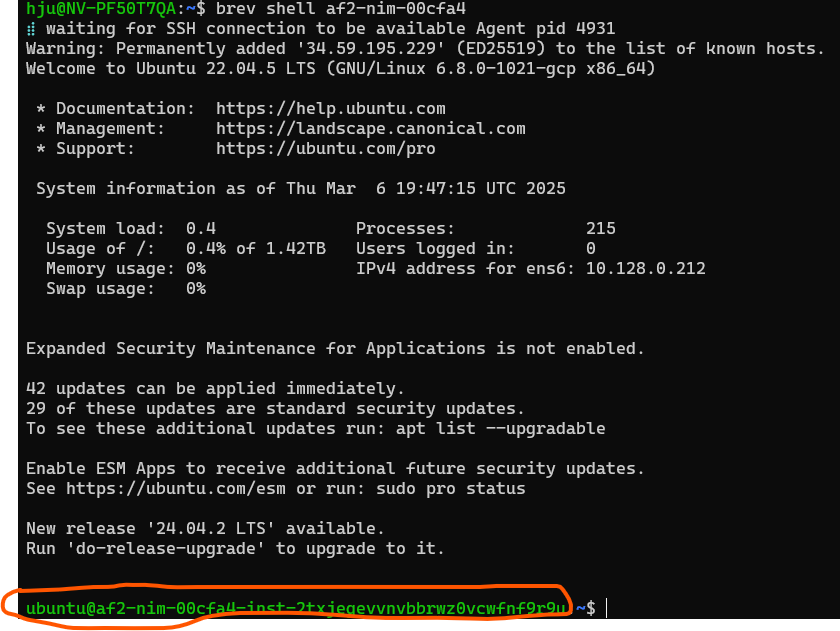 hju@NV-PF50T7QA:~$ brev shell af2-nim-00cfa4
⣾ waiting for SSH connection to be available Agent pid 4931
Warning: Permanently added '34.59.195.229' (ED25519) to the list of known hosts.
Welcome to Ubuntu 22.04.5 LTS (GNU/Linux 6.8.0-1021-gcp x86_64)
* Documentation: https://help.ubuntu.com
* Management: https://landscape.canonical.com
* Support: https://ubuntu.com/pro
System information as of Thu Mar 6 19:47:15 UTC 2025
System load: 0.4 Processes: 215
Usage of /: 0.4% of 1.42TB Users logged in: 0
Memory usage: 0% IPv4 address for ens6: 10.128.0.212
Swap usage: 0%
Expanded Security Maintenance for Applications is not enabled.
42 updates can be applied immediately.
29 of these updates are standard security updates.
To see these additional updates run: apt list --upgradable
Enable ESM Apps to receive additional future security updates.
See https://ubuntu.com/esm or run: sudo pro status
New release '24.04.2 LTS' available.
Run 'do-release-upgrade' to upgrade to it.
ubuntu@af2-nim-00cfa4-inst-2txjeqevvnvbbrwz0vcwfnf9r9u:~$